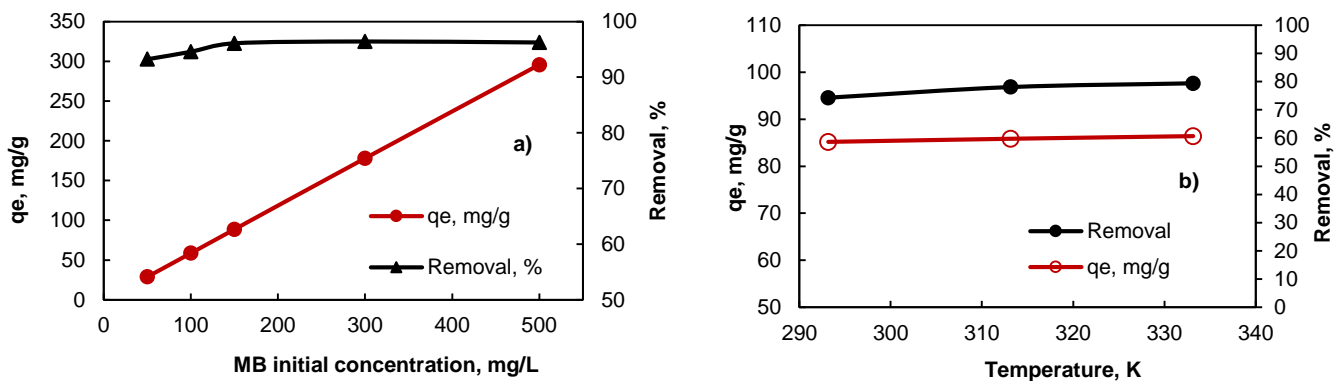 350
300
250
200
150
100
50
0
qe, mg/g
100
90
80
70
60
50
Removal, %
a)
qe, mg/g
Removal, %
0 100 200 300 400 500
MB initial concentration, mg/L
110
100
90
80
70
60
50
qe, mg/g
100
90
80
70
60
50
40
30
20
10
0
Removal, %
b)
Removal
qe, mg/g
290 300 310 320 330 340
Temperature, K